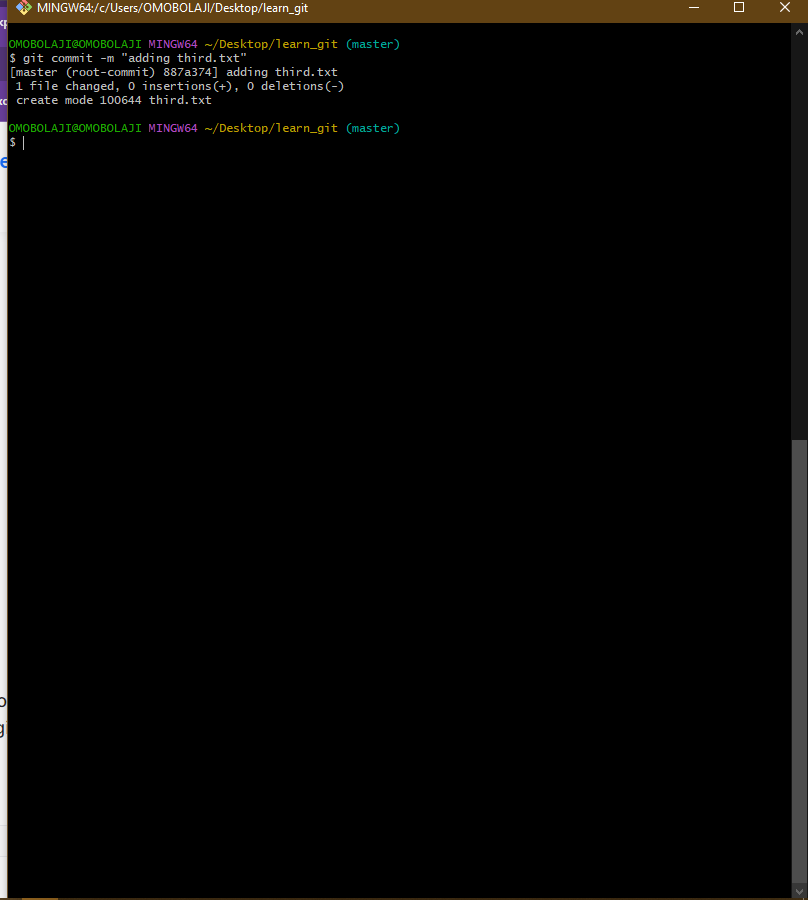 MINGW64:/c/Users/OMOBOLAJI/Desktop/learn_git
OMOBOLAJI@OMOBOLAJI MINGW64 ~/Desktop/learn_git (master)
$ git commit -m "adding third.txt"
[master (root-commit) 887a374] adding third.txt
 1 file changed, 0 insertions(+), 0 deletions(-)
 create mode 100644 third.txt
OMOBOLAJI@OMOBOLAJI MINGW64 ~/Desktop/learn_git (master)
$